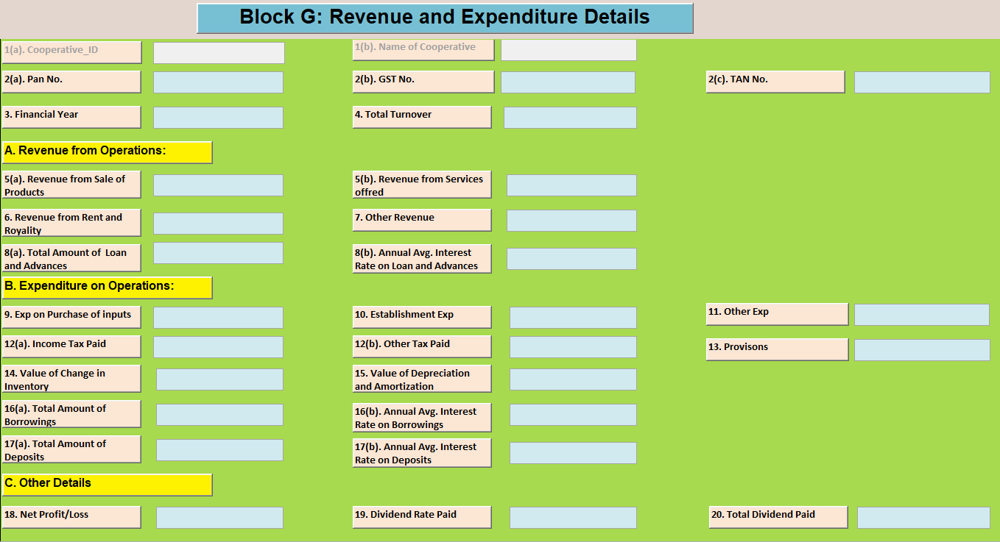 Block G: Revenue and Expenditure Details
1(a). Cooperative_ID
1(b). Name of Cooperative
2(a). Pan No.
2(b). GST No.
2(c). TAN No.
3. Financial Year
4. Total Turnover
A. Revenue from Operations:
5(a). Revenue from Sale of
Products
5(b). Revenue from Services
offred
6. Revenue from Rent and
Royality
7. Other Revenue
8(a). Total Amount of  Loan
and Advances
8(b). Annual Avg. Interest
Rate on Loan and Advances
B. Expenditure on Operations:
9. Exp on Purchase of inputs
10. Establishment Exp
11. Other Exp
12(a). Income Tax Paid
12(b). Other Tax Paid
13. Provisons
14. Value of Change in
Inventory
15. Value of Depreciation
and Amortization
16(a). Total Amount of
Borrowings
16(b). Annual Avg. Interest
Rate on Borrowings
17(a). Total Amount of
Deposits
17(b). Annual Avg. Interest
Rate on Deposits
C. Other Details
18. Net Profit/Loss
19. Dividend Rate Paid
20. Total Dividend Paid